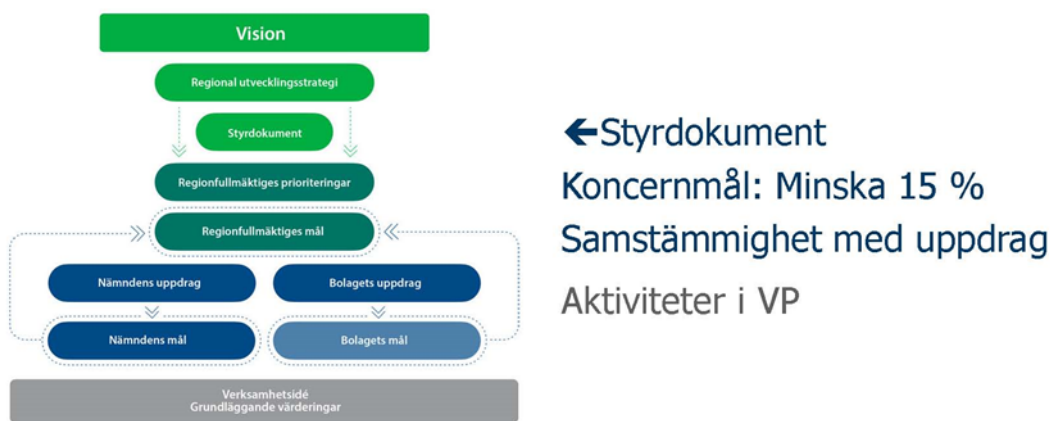 Vision
Regional utvecklingsstrategi
Styrdokument
Regionfullmäktiges prioriteringar
Regionfullmäktiges mål
Nämndens uppdrag
Bolagets uppdrag
Nämndens mål
Bolagets mål
Verksamhetsidé
Grundläggande värderingar
←Styrdokument
Koncernmål: Minska 15 %
Samstämmighet med uppdrag
Aktiviteter i VP